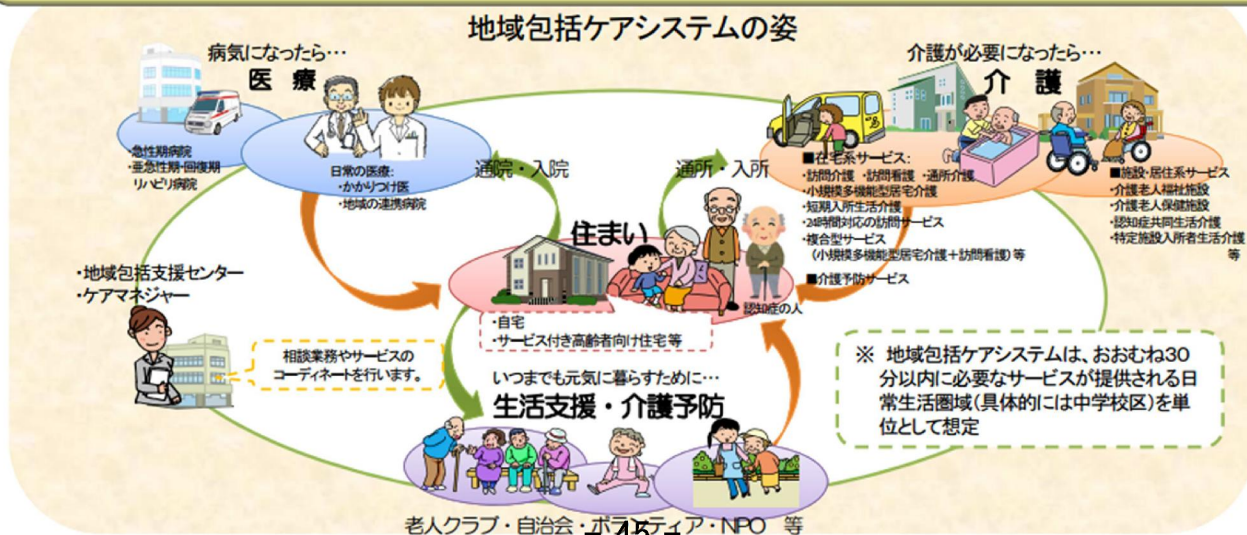 地域包括ケアシステムの姿
病気になったら…
医 療
・急性期病院
・亜急性期・回復期
リハビリ病院
日常の医療:
・かかりつけ医
・地域の連携病院
通院・入院
介護が必要になったら…
介 護
通所・入所
■在宅系サービス:
・訪問介護 ・訪問看護 ・通所介護
・小規模多機能型居宅介護
・短期入所生活介護
・24時間対応の訪問サービス
・複合型サービス
(小規模多機能型居宅介護+訪問看護)等
■介護予防サービス
■施設・居住系サービス
・介護老人福祉施設
・介護老人保健施設
・認知症共同生活介護
・特定施設入所者生活介護
等
住まい
認知症の人
・自宅
・サービス付き高齢者向け住宅等
・地域包括支援センター
・ケアマネジャー
相談業務やサービスの
コーディネートを行います。
いつまでも元気に暮らすために…
生活支援・介護予防
※ 地域包括ケアシステムは、おおむね30
分以内に必要なサービスが提供される日
常生活圏域(具体的には中学校区)を単
位として想定
老人クラブ・自治会・ボランティア・NPO 等
- 45 -